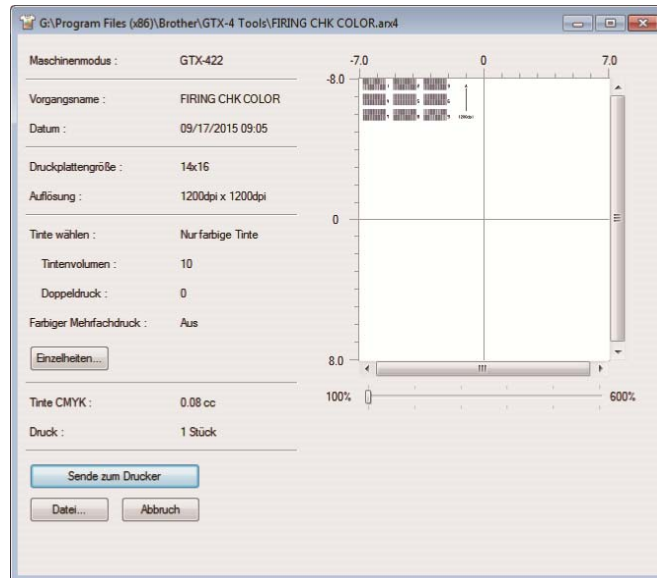 G:\Program Files (x86)\Brother\GTX-4 Tools\FIRING CHK COLOR.arx4
Maschinenmodus : GTX-422
Vorgangsname : FIRING CHK COLOR
Datum : 09/17/2015 09:05
Druckplattengröße : 14x16
Auflösung : 1200dpi x 1200dpi
Tinte wählen : Nur farbige Tinte
Tintenvolumen : 10
Doppeldruck : 0
Farbiger Mehrfachdruck : Aus
Einzelheiten...
Tinte CMYK : 0.08 cc
Druck : 1 Stück
Sende zum Drucker
Datei... Abbruch
-7.0 0 7.0
-8.0
1200dpi
0
8.0
100% 600%